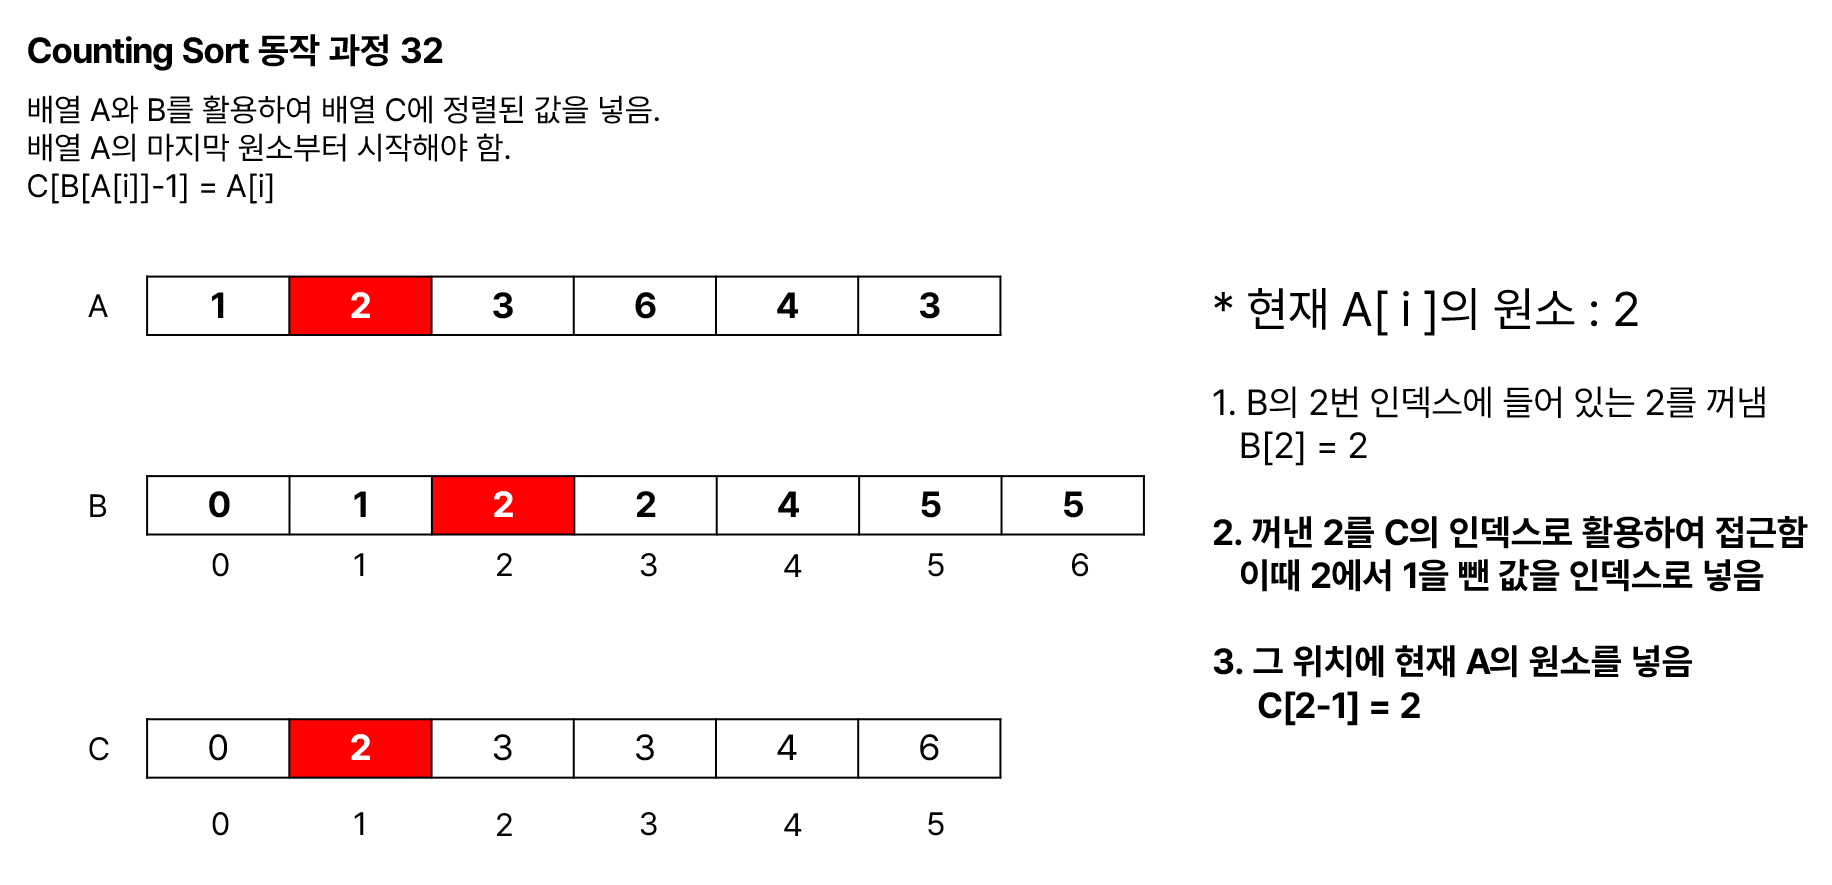 Counting Sort 동작 과정 32
배열 A와 B를 활용하여 배열 C에 정렬된 값을 넣음.
배열 A의 마지막 원소부터 시작해야 함.
C[B[A[i]]-1] = A[i]
A 1 2 3 6 4 3
B 0 1 2 2 4 5 5
0 1 2 3 4 5 6
C 0 2 3 3 4 6
0 1 2 3 4 5
* 현재 A[ i ]의 원소 : 2
1. B의 2번 인덱스에 들어 있는 2를 꺼냄
B[2] = 2
2. 꺼낸 2를 C의 인덱스로 활용하여 접근함
이때 2에서 1을 뺀 값을 인덱스로 넣음
3. 그 위치에 현재 A의 원소를 넣음
C[2-1] = 2